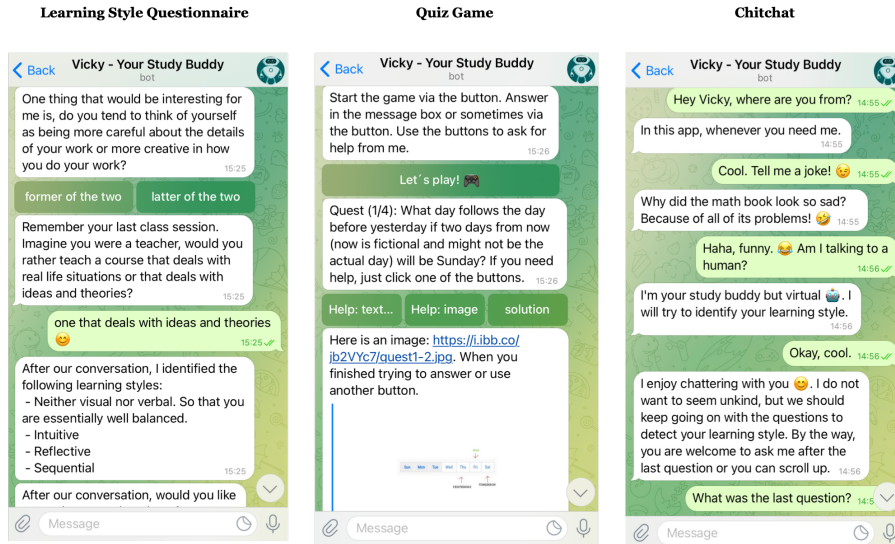 Learning Style Questionnaire
Back
Vicky - Your Study Buddy
bot
One thing that would be interesting for
me is, do you tend to think of yourself
as being more careful about the details
of your work or more creative in how
you do your work?
15:25
former of the two
latter of the two
Remember your last class session.
Imagine you were a teacher, would you
rather teach a course that deals with
real life situations or that deals with
ideas and theories?
15:25
one that deals with ideas and theories
😊
15:25
After our conversation, I identified the
following learning styles:
- Neither visual nor verbal. So that you
are essentially well balanced.
- Intuitive
- Reflective
- Sequential
15:25
After our conversation, would you like
Message
Quiz Game
Back
Vicky - Your Study Buddy
bot
Start the game via the button. Answer
in the message box or sometimes via
the button. Use the buttons to ask for
help from me.
15:26
Let´s play! 🎮
Quest (1/4): What day follows the day
before yesterday if two days from now
(now is fictional and might not be the
actual day) will be Sunday? If you need
help, just click one of the buttons.
15:26
Help: text...
Help: image
solution
Here is an image: https://i.ibb.co/
jb2VYc7/quest1-2.jpg. When you
finished trying to answer or use
another button.
Sun Mon Tue Wed Thu Fri Sat
YESTERDAY
TOMORROW
Message
Chitchat
Back
Vicky - Your Study Buddy
bot
Hey Vicky, where are you from?
14:55
In this app, whenever you need me.
14:55
Cool. Tell me a joke! 😉
14:55
Why did the math book look so sad?
Because of all of its problems! 🤣
14:55
Haha, funny. 😂 Am I talking to a
human?
14:56
I'm your study buddy but virtual 🤖. I
will try to identify your learning style.
14:56
Okay, cool.
14:56
I enjoy chattering with you 😊. I do not
want to seem unkind, but we should
keep going on with the questions to
detect your learning style. By the way,
you are welcome to ask me after the
last question or you can scroll up.
14:56
What was the last question?
Message